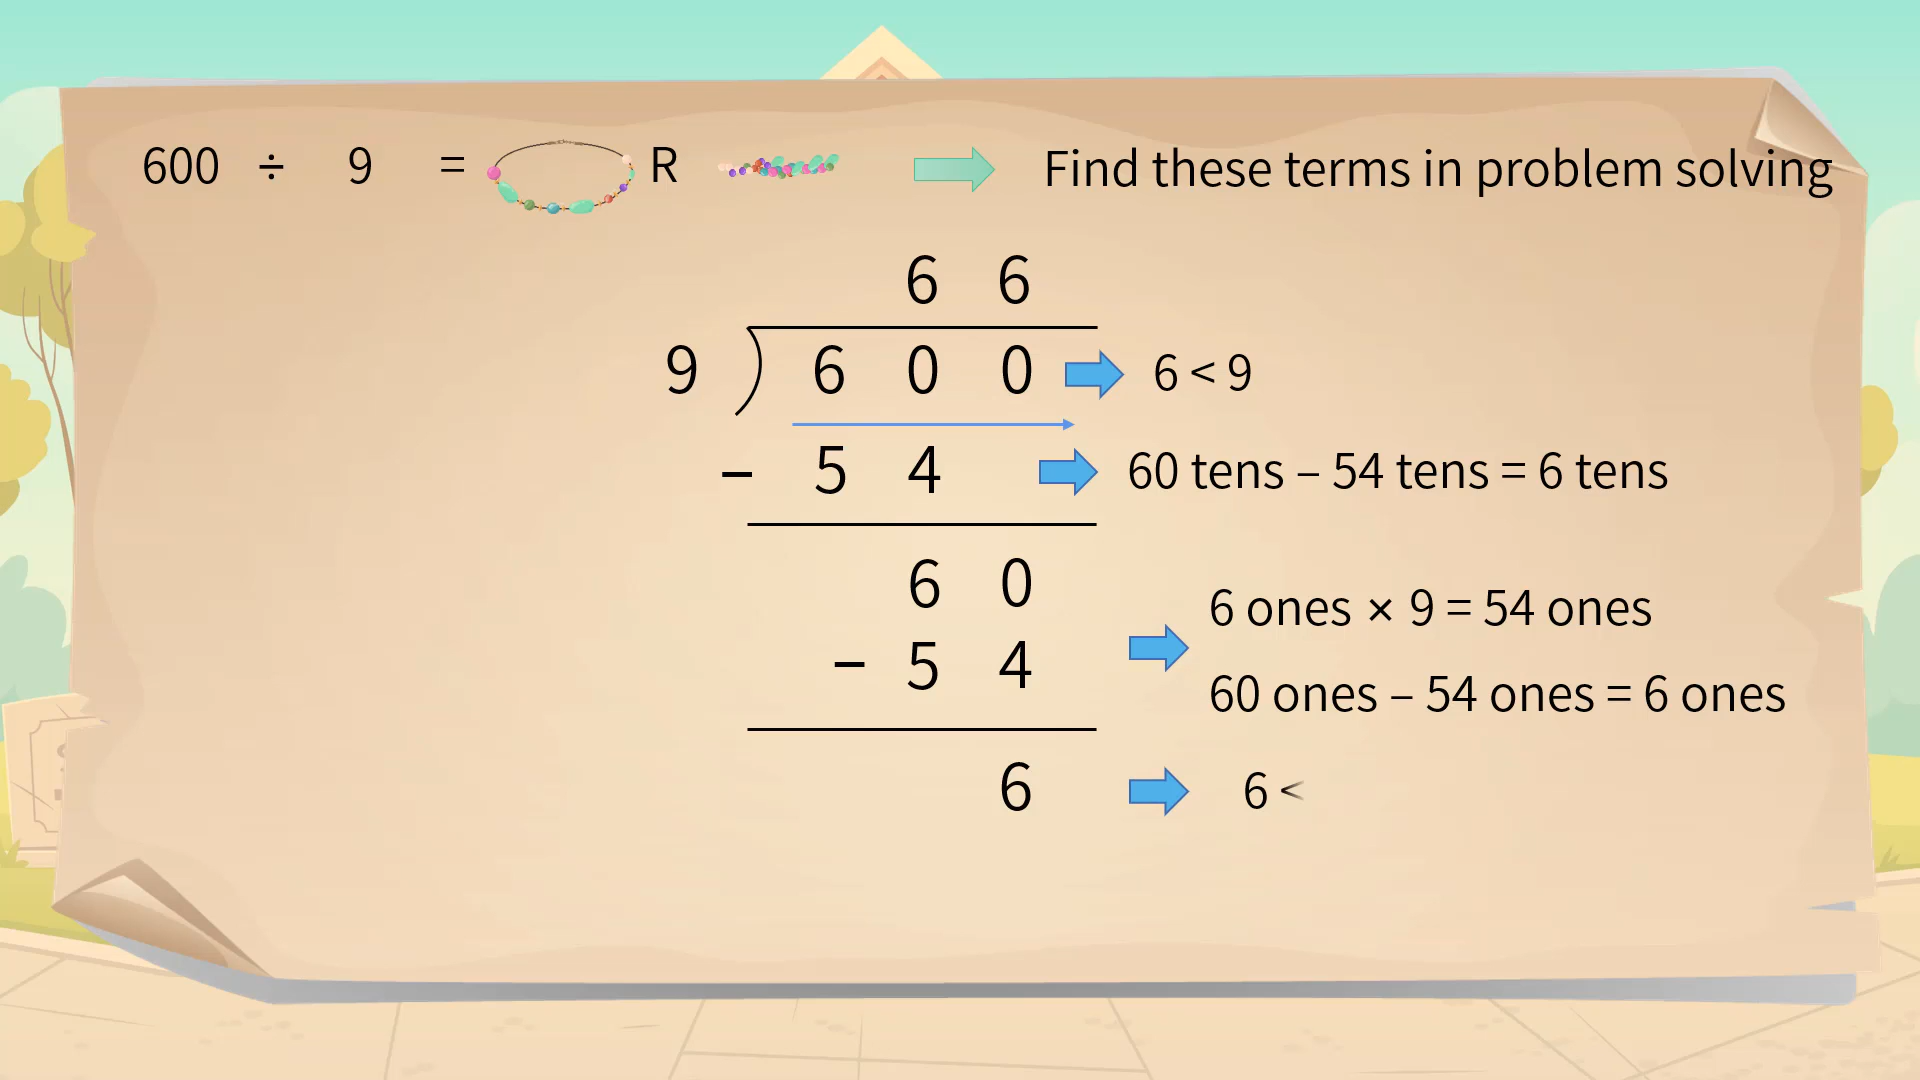 600 ÷ 9 = R Find these terms in problem solving
6 6
9 6 0 0 6 < 9
– 5 4 60 tens – 54 tens = 6 tens
6 0
6 ones × 9 = 54 ones
– 5 4
60 ones – 54 ones = 6 ones
6 6 <